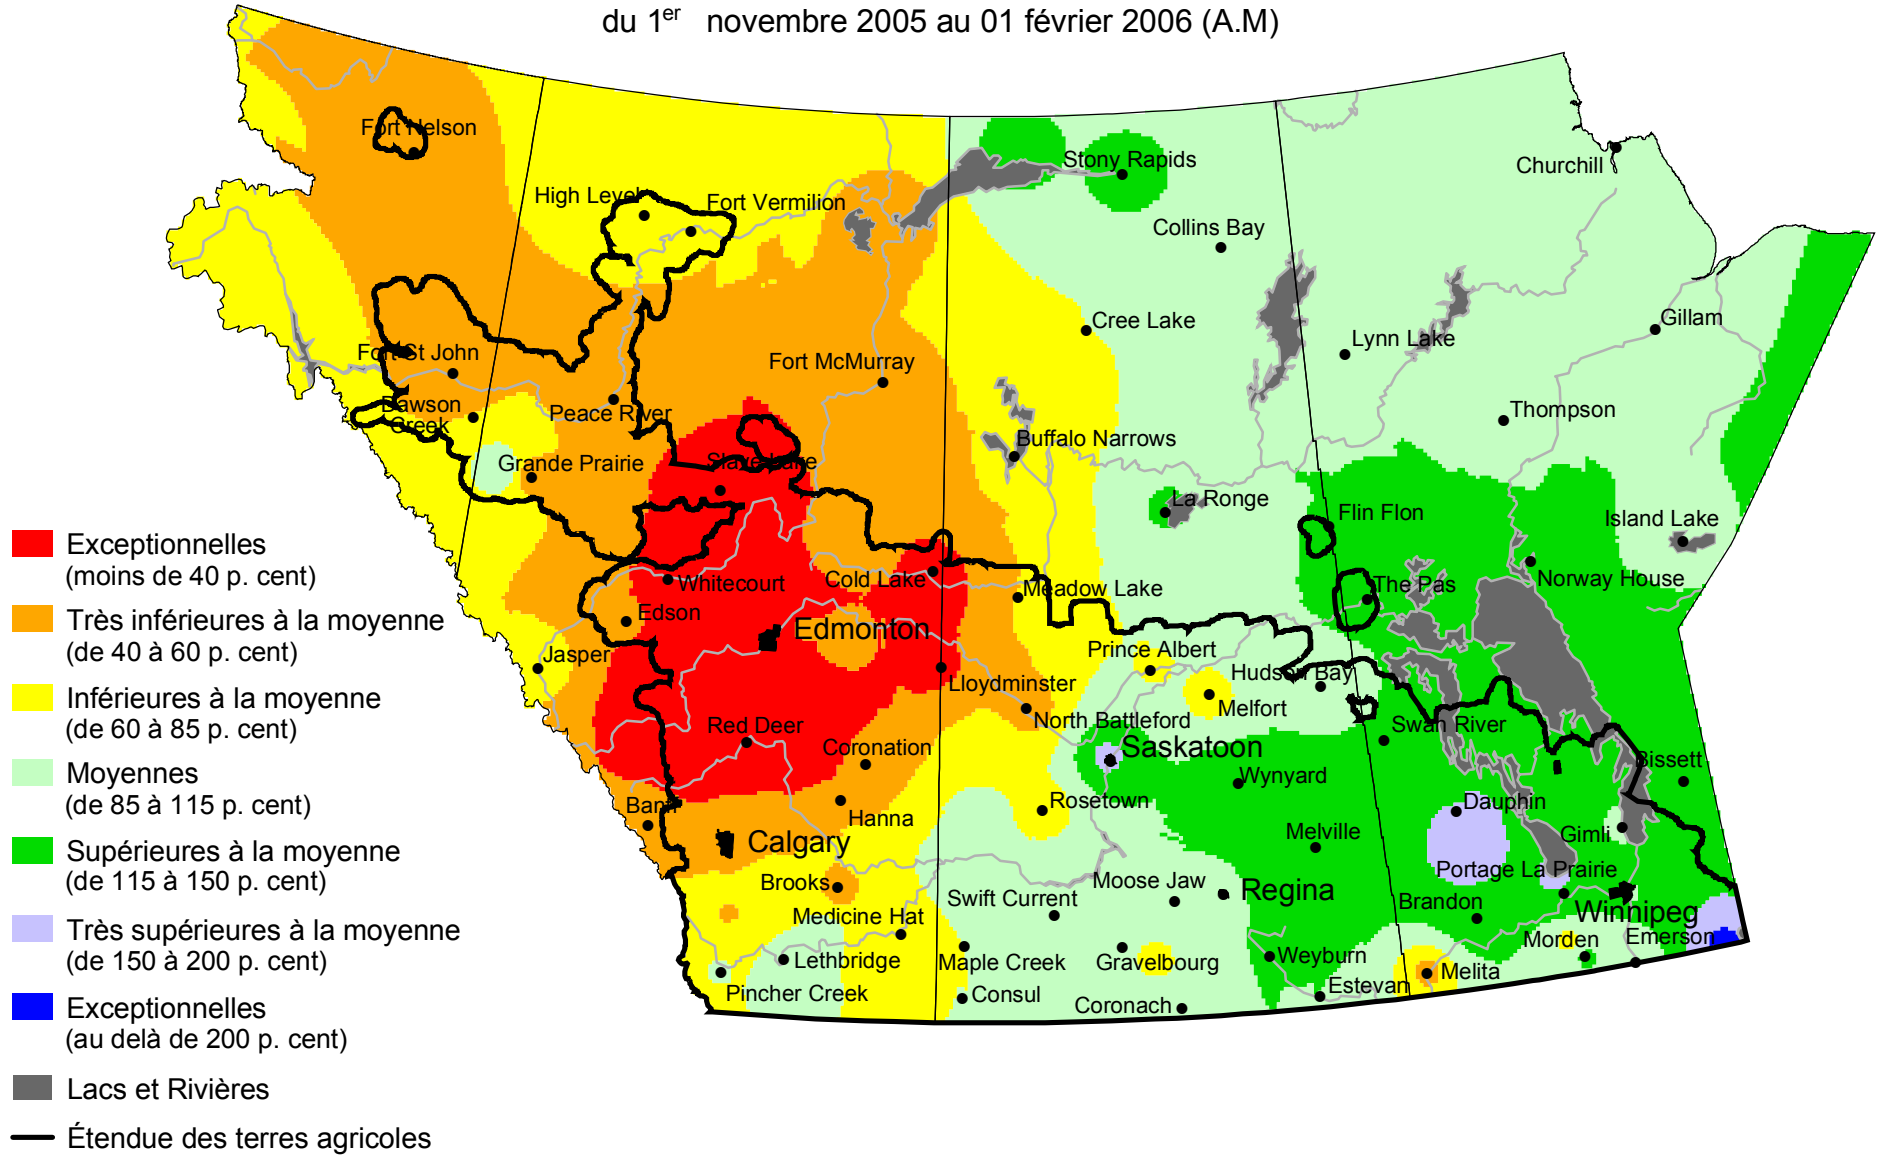 du 1er novembre 2005 au 01 février 2006 (A.M)
Fort Nelson
Stony Rapids
Churchill
High Level
Fort Vermilion
Collins Bay
Cree Lake
Gillam
Lynn Lake
Fort St John
Fort McMurray
Dawson
Creek
Peace River
Thompson
Buffalo Narrows
Grande Prairie
Slave Lake
La Ronge
Flin Flon
Island Lake
Whitecourt
Cold Lake
Meadow Lake
The Pas
Norway House
Edson
Edmonton
Jasper
Prince Albert
Hudson Bay
Lloydminster
Melfort
North Battleford
Red Deer
Coronation
Saskatoon
Swan River
Bissett
Wynyard
Banff
Hanna
Rosetown
Dauphin
Calgary
Melville
Gimli
Brooks
Moose Jaw
Regina
Portage La Prairie
Swift Current
Brandon
Winnipeg
Medicine Hat
Morden
Emerson
Lethbridge
Maple Creek
Gravelbourg
Weyburn
Melita
Pincher Creek
Consul
Coronach
Estevan
Exceptionnelles
(moins de 40 p. cent)
Très inférieures à la moyenne
(de 40 à 60 p. cent)
Inférieures à la moyenne
(de 60 à 85 p. cent)
Moyennes
(de 85 à 115 p. cent)
Supérieures à la moyenne
(de 115 à 150 p. cent)
Très supérieures à la moyenne
(de 150 à 200 p. cent)
Exceptionnelles
(au delà de 200 p. cent)
Lacs et Rivières
Étendue des terres agricoles